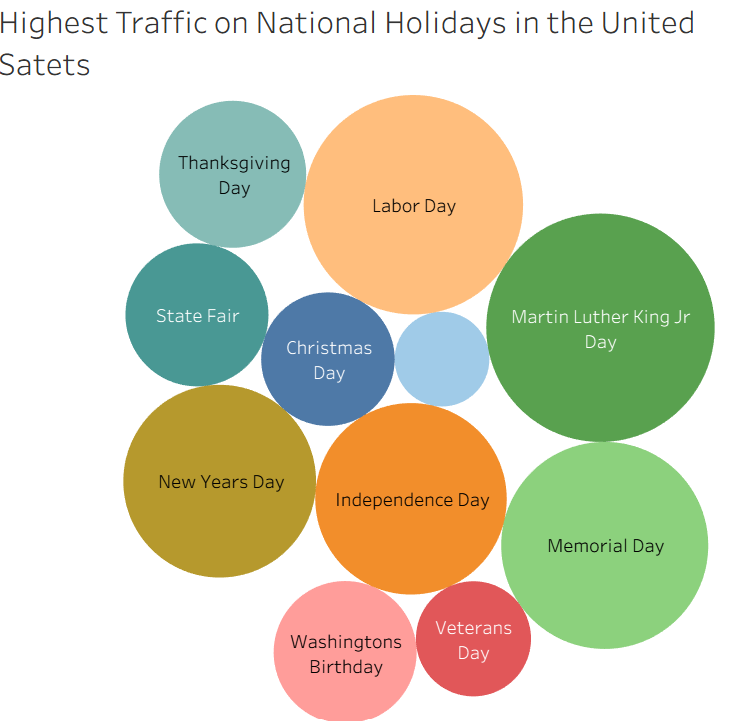 Highest Traffic on National Holidays in the United
Satets
Thanksgiving
Day
Labor Day
State Fair
Martin Luther King Jr
Day
Christmas
Day
New Years Day
Independence Day
Memorial Day
Washingtons
Birthday
Veterans
Day